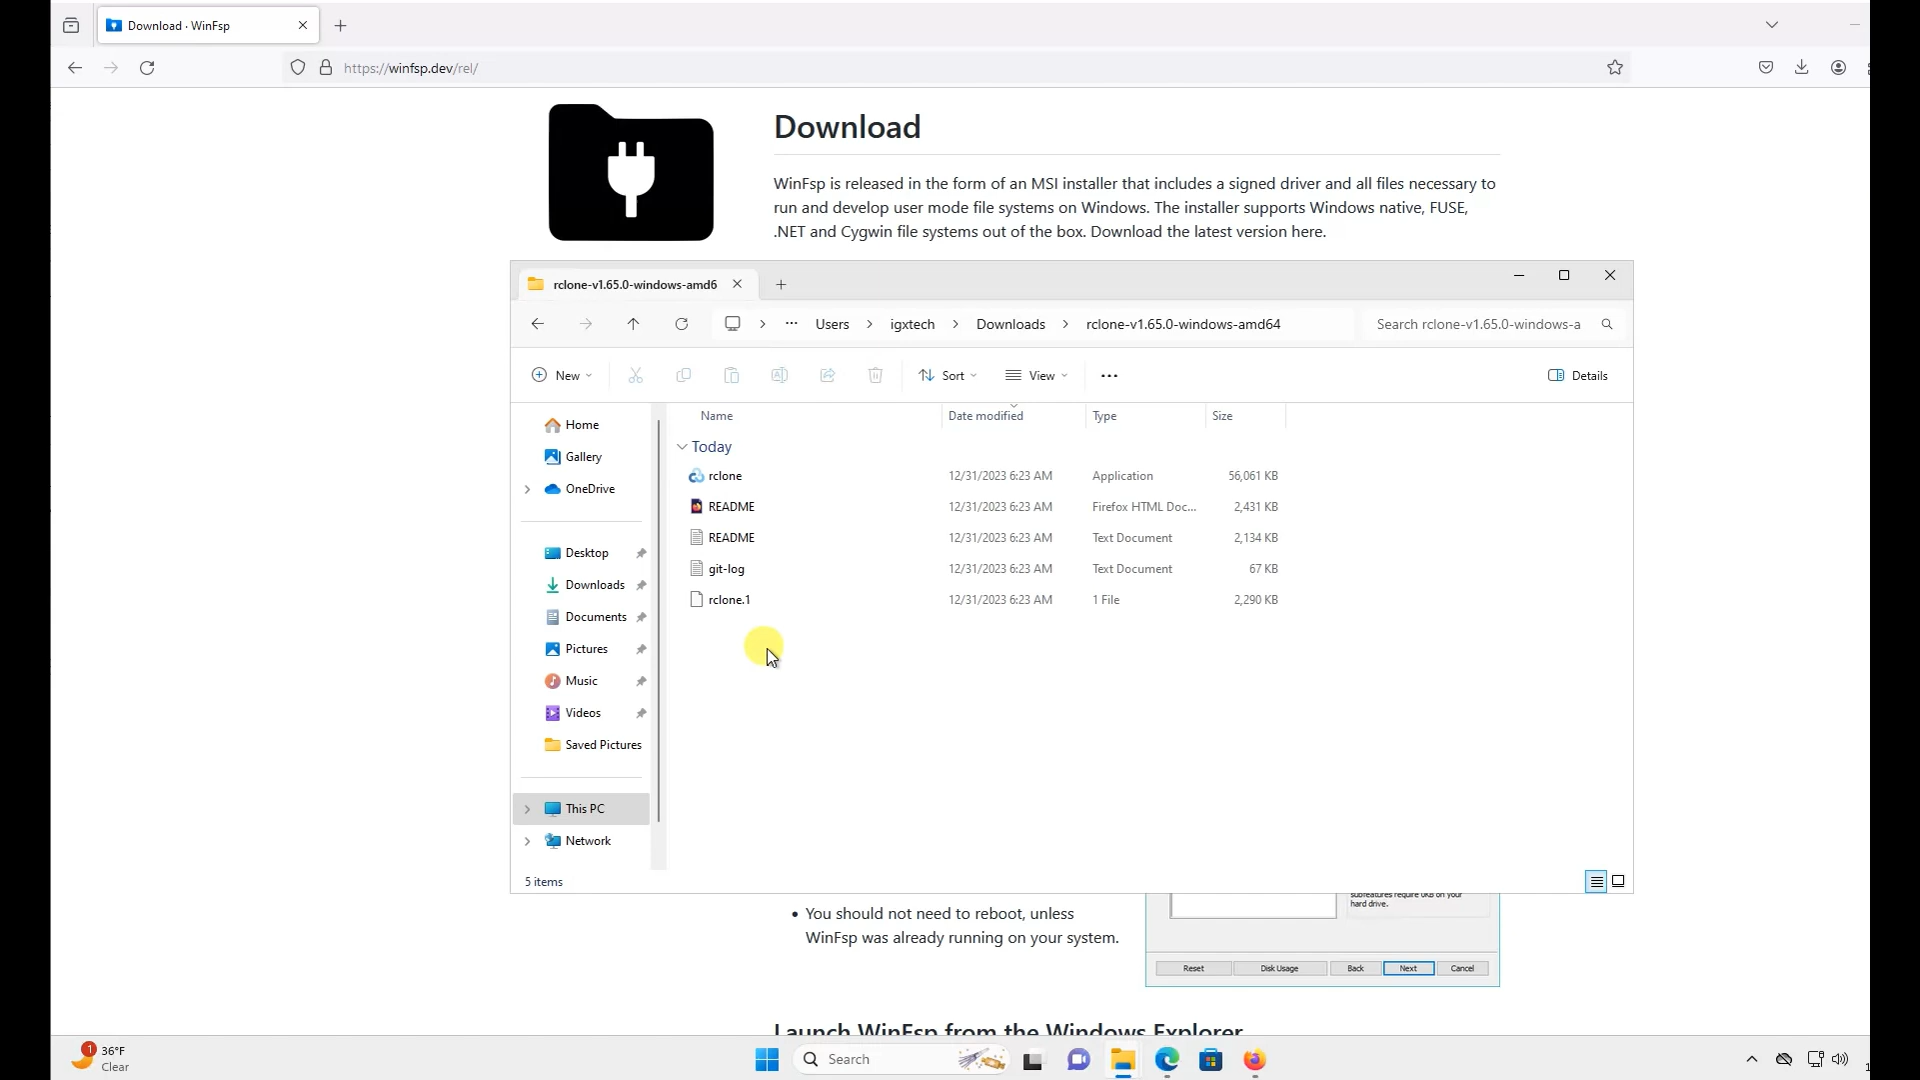 Download · WinFsp
https://winfsp.dev/rel/
Download
WinFsp is released in the form of an MSI installer that includes a signed driver and all files necessary to
run and develop user mode file systems on Windows. The installer supports Windows native, FUSE,
.NET and Cygwin file systems out of the box. Download the latest version here.
rclone-v1.65.0-windows-amd6
Users > igxtech > Downloads > rclone-v1.65.0-windows-amd64
Search rclone-v1.65.0-windows-a
New
Sort
View
Details
Home
Gallery
OneDrive
Desktop
Downloads
Documents
Pictures
Music
Videos
Saved Pictures
This PC
Network
Name Date modified Type Size
Today
rclone 12/31/2023 6:23 AM Application 56,061 KB
README 12/31/2023 6:23 AM Firefox HTML Doc... 2,431 KB
README 12/31/2023 6:23 AM Text Document 2,134 KB
git-log 12/31/2023 6:23 AM Text Document 67 KB
rclone.1 12/31/2023 6:23 AM 1 File 2,290 KB
5 items
hard drive.
You should not need to reboot, unless
WinFsp was already running on your system.
Reset Disk Usage Back Next Cancel
Launch WinFsp from the Windows Explorer
1
36°F
Clear
Search